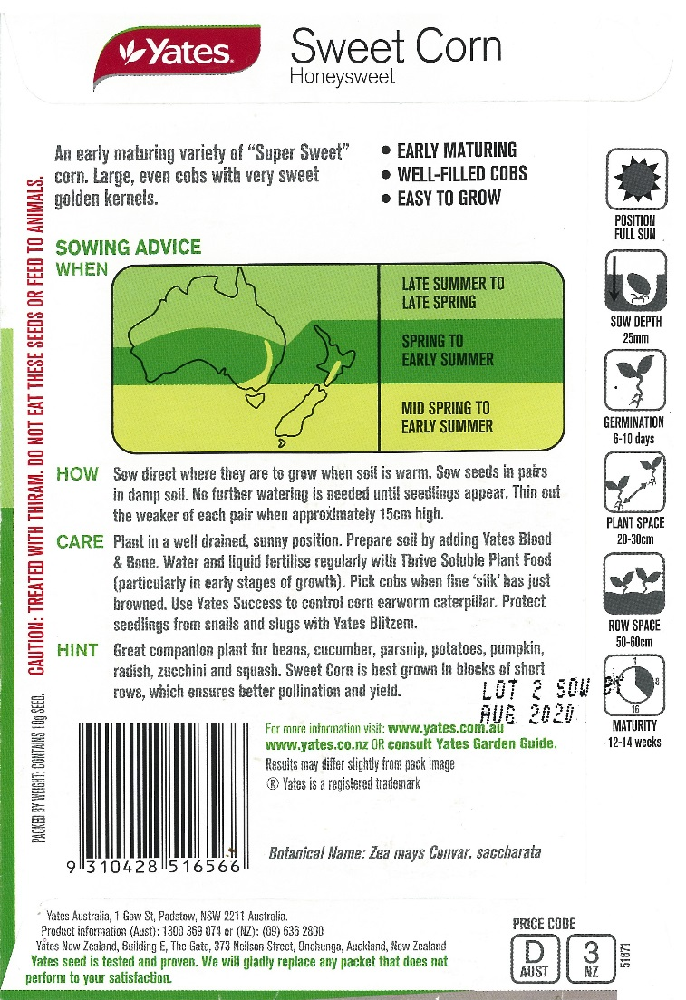 Yates®
Sweet Corn
Honeysweet
An early maturing variety of “Super Sweet”
corn. Large, even cobs with very sweet
golden kernels.
• EARLY MATURING
• WELL-FILLED COBS
• EASY TO GROW
CAUTION: TREATED WITH THIRAM. DO NOT EAT THESE SEEDS OR FEED TO ANIMALS.
PACKED BY WEIGHT: CONTAINS 10g SEED.
SOWING ADVICE
WHEN
LATE SUMMER TO
LATE SPRING
SPRING TO
EARLY SUMMER
MID SPRING TO
EARLY SUMMER
HOW Sow direct where they are to grow when soil is warm. Sow seeds in pairs
in damp soil. No further watering is needed until seedlings appear. Thin out
the weaker of each pair when approximately 15cm high.
CARE Plant in a well drained, sunny position. Prepare soil by adding Yates Blood
& Bone. Water and liquid fertilise regularly with Thrive Soluble Plant Food
(particularly in early stages of growth). Pick cobs when fine ‘silk’ has just
browned. Use Yates Success to control corn earworm caterpillar. Protect
seedlings from snails and slugs with Yates Blitzem.
HINT Great companion plant for beans, cucumber, parsnip, potatoes, pumpkin,
radish, zucchini and squash. Sweet Corn is best grown in blocks of short
rows, which ensures better pollination and yield.
LOT 2 SOW BY
AUG 2020
POSITION
FULL SUN
SOW DEPTH
25mm
GERMINATION
6-10 days
PLANT SPACE
20-30cm
ROW SPACE
50-60cm
1
8
16
MATURITY
12-14 weeks
For more information visit: www.yates.com.au
www.yates.co.nz OR consult Yates Garden Guide.
Results may differ slightly from pack image
® Yates is a registered trademark
9 310428 516566
Botanical Name: Zea mays Convar. saccharata
Yates Australia, 1 Gow St, Padstow, NSW 2211 Australia.
Product information (Aust): 1300 369 074 or (NZ): (09) 636 2800
Yates New Zealand, Building E, The Gate, 373 Neilson Street, Onehunga, Auckland, New Zealand
Yates seed is tested and proven. We will gladly replace any packet that does not
perform to your satisfaction.
PRICE CODE
D
AUST
3
NZ
51671